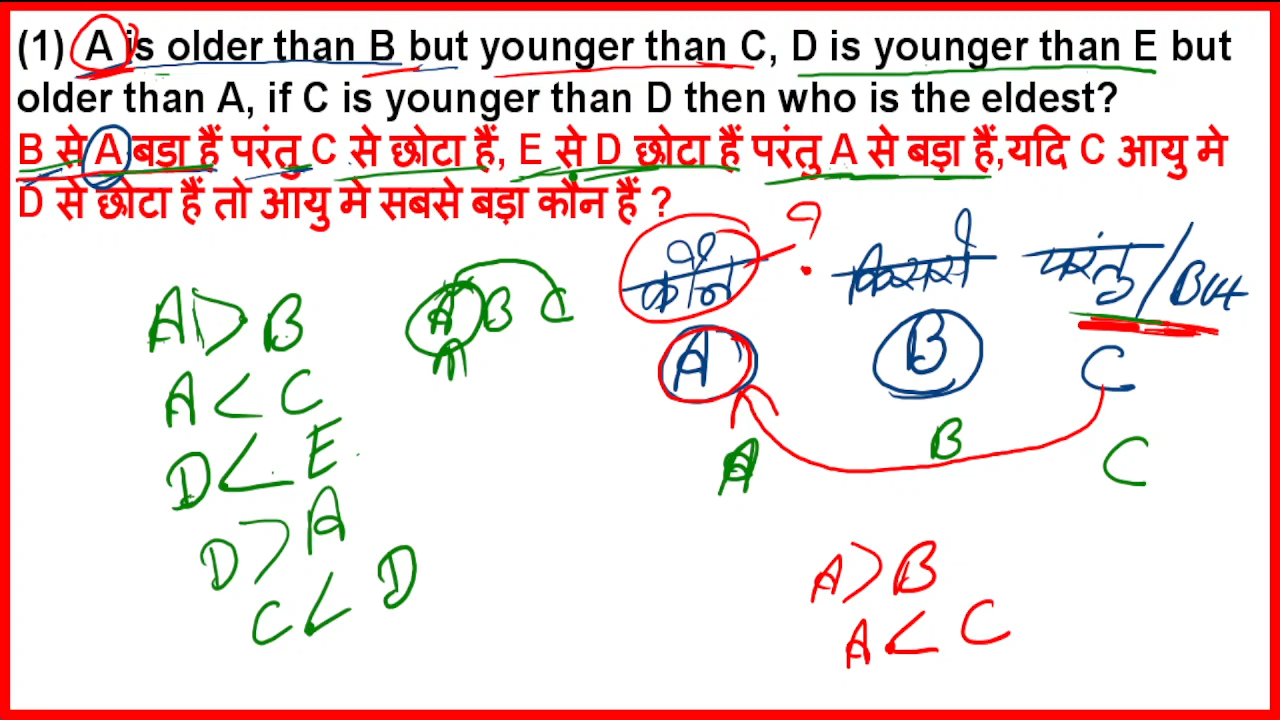 (1) A is older than B but younger than C, D is younger than E but
older than A, if C is younger than D then who is the eldest?
B से A बड़ा हैं परंतु C से छोटा हैं, E से D छोटा हैं परंतु A से बड़ा हैं,यदि C आयु मे
D से छोटा हैं तो आयु मे सबसे बड़ा कौन हैं ?
कौन ? किससे परंतु/But
A > B
A B C
A B C
A < C
A B C
D < E
D > A
C < D
A > B
A < C